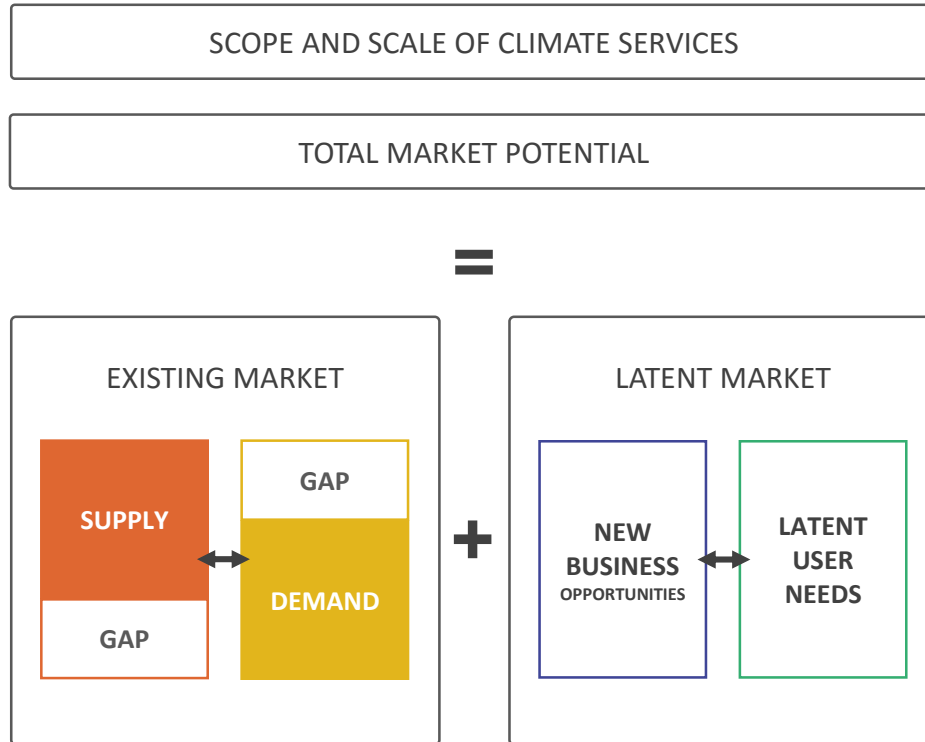 SCOPE AND SCALE OF CLIMATE SERVICES
TOTAL MARKET POTENTIAL
=
EXISTING MARKET
SUPPLY
GAP
GAP
DEMAND
+
LATENT MARKET
NEW
BUSINESS
OPPORTUNITIES
LATENT
USER
NEEDS